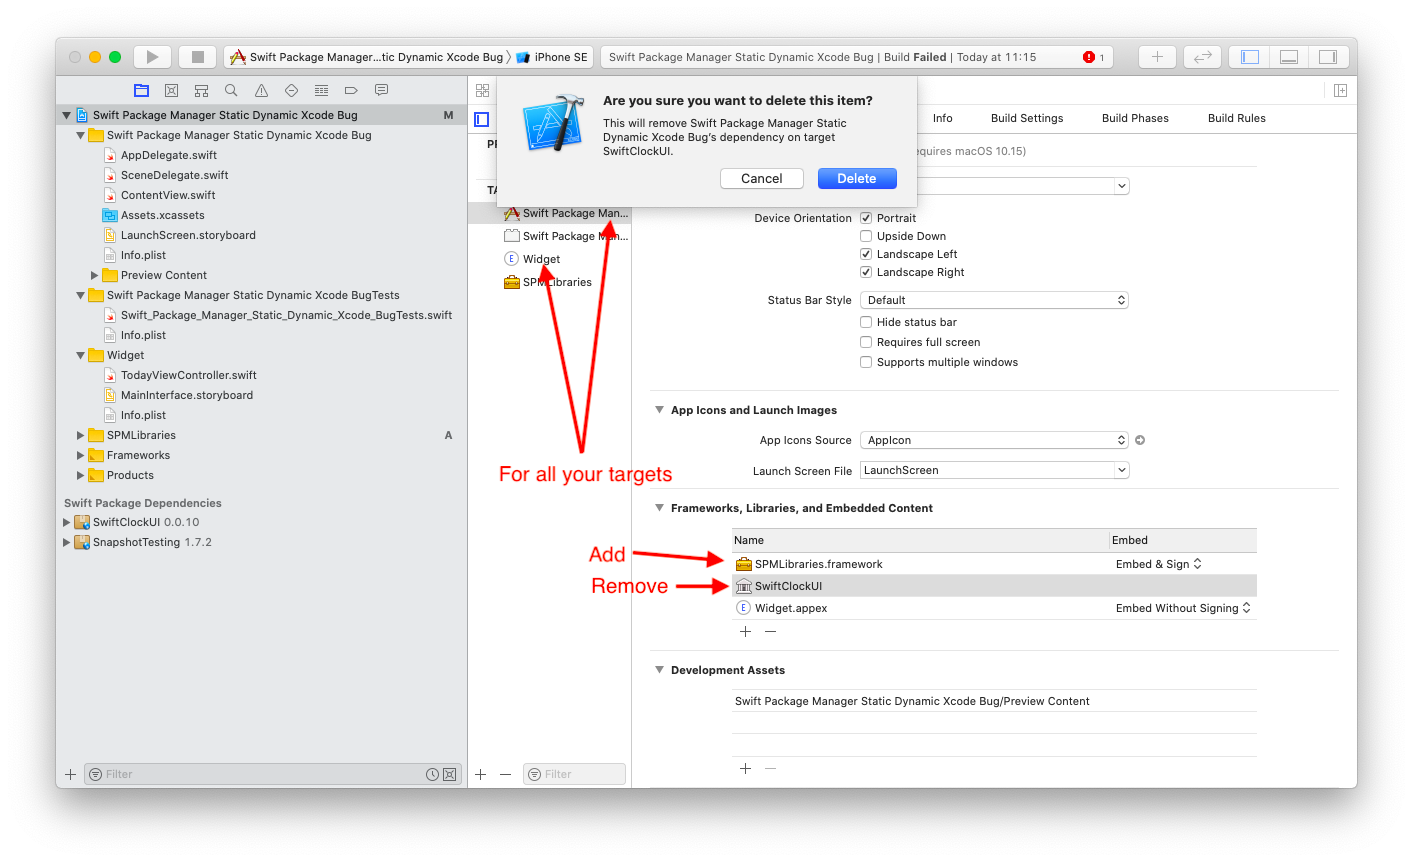 Swift Package Manager...tic Dynamic Xcode Bug
iPhone SE
Swift Package Manager Static Dynamic Xcode Bug | Build Failed | Today at 11:15
1
Swift Package Manager Static Dynamic Xcode Bug
M
Swift Package Manager Static Dynamic Xcode Bug
AppDelegate.swift
SceneDelegate.swift
ContentView.swift
Assets.xcassets
LaunchScreen.storyboard
Info.plist
Preview Content
Swift Package Manager Static Dynamic Xcode BugTests
Swift_Package_Manager_Static_Dynamic_Xcode_BugTests.swift
Info.plist
Widget
TodayViewController.swift
MainInterface.storyboard
Info.plist
SPMLibraries
A
Frameworks
Products
Swift Package Dependencies
SwiftClockUI 0.0.10
SnapshotTesting 1.7.2
Filter
Are you sure you want to delete this item?
This will remove Swift Package Manager Static
Dynamic Xcode Bug's dependency on target
SwiftClockUI.
Cancel
Delete
Swift Package Man...
Swift Package Man...
E
Widget
SPMLibraries
For all your targets
Filter
Info
Build Settings
Build Phases
Build Rules
equires macOS 10.15)
Device Orientation
Portrait
Upside Down
Landscape Left
Landscape Right
Status Bar Style
Default
Hide status bar
Requires full screen
Supports multiple windows
App Icons and Launch Images
App Icons Source
AppIcon
Launch Screen File
LaunchScreen
Frameworks, Libraries, and Embedded Content
Name
Embed
Add
SPMLibraries.framework
Embed & Sign
Remove
SwiftClockUI
E
Widget.appex
Embed Without Signing
Development Assets
Swift Package Manager Static Dynamic Xcode Bug/Preview Content